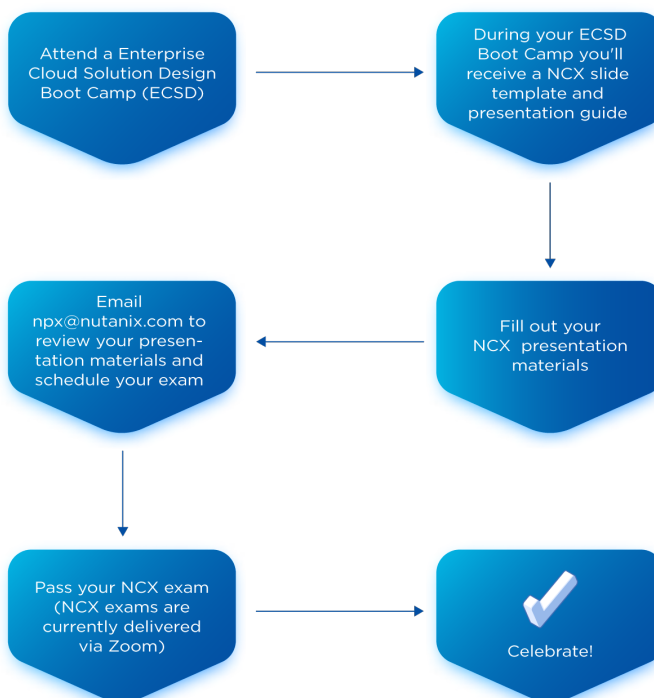 Attend a Enterprise
Cloud Solution Design
Boot Camp (ECSD)
During your ECSD
Boot Camp you'll
receive a NCX slide
template and
presentation guide
Fill out your
NCX presentation
materials
Email
npx@nutanix.com to
review your presen-
tation materials and
schedule your exam
Pass your NCX exam
(NCX exams are
currently delivered
via Zoom)
Celebrate!